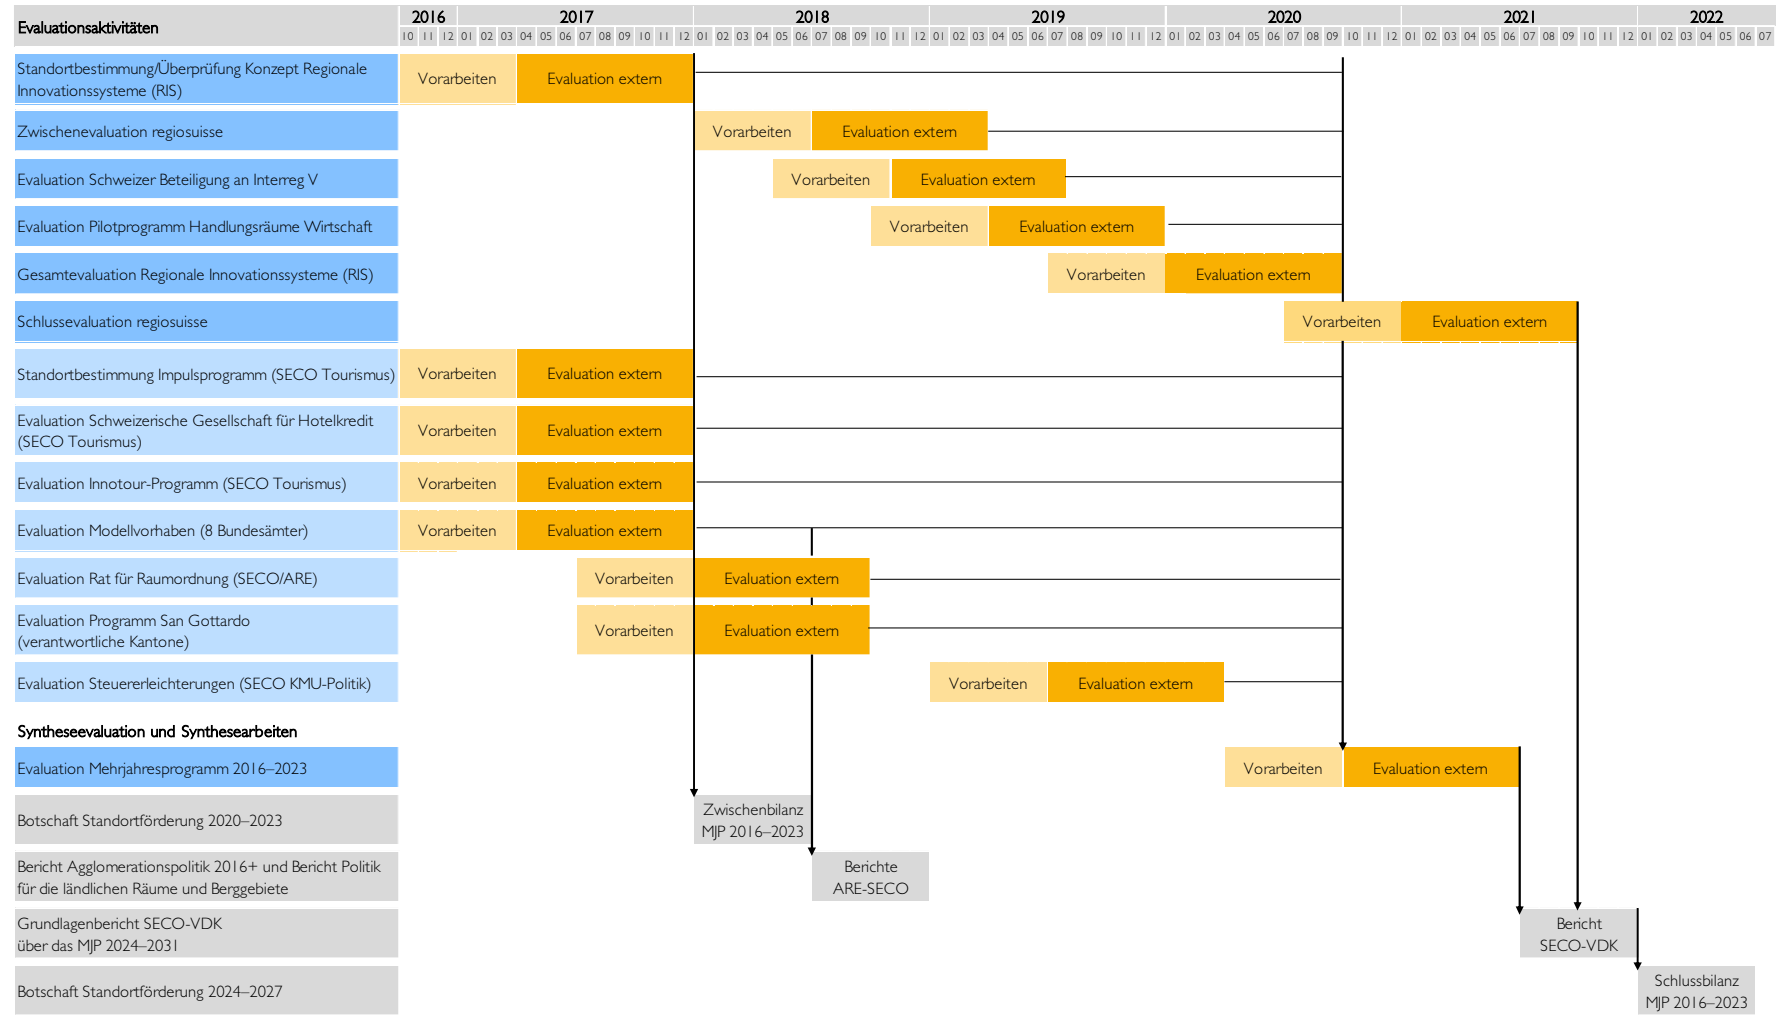 Evaluationsaktivitäten
2016 2017 2018 2019 2020 2021 2022
10 11 12 01 02 03 04 05 06 07 08 09 10 11 12 01 02 03 04 05 06 07 08 09 10 11 12 01 02 03 04 05 06 07 08 09 10 11 12 01 02 03 04 05 06 07 08 09 10 11 12 01 02 03 04 05 06 07 08 09 10 11 12 01 02 03 04 05 06 07
Standortbestimmung/Überprüfung Konzept Regionale
Innovationssysteme (RIS)
Vorarbeiten Evaluation extern
Zwischenevaluation regiosuisse
Vorarbeiten Evaluation extern
Evaluation Schweizer Beteiligung an Interreg V
Vorarbeiten Evaluation extern
Evaluation Pilotprogramm Handlungsräume Wirtschaft
Vorarbeiten Evaluation extern
Gesamtevaluation Regionale Innovationssysteme (RIS)
Vorarbeiten Evaluation extern
Schlussevaluation regiosuisse
Vorarbeiten Evaluation extern
Standortbestimmung Impulsprogramm (SECO Tourismus)
Vorarbeiten Evaluation extern
Evaluation Schweizerische Gesellschaft für Hotelkredit
(SECO Tourismus)
Vorarbeiten Evaluation extern
Evaluation Innotour-Programm (SECO Tourismus)
Vorarbeiten Evaluation extern
Evaluation Modellvorhaben (8 Bundesämter)
Vorarbeiten Evaluation extern
Evaluation Rat für Raumordnung (SECO/ARE)
Vorarbeiten Evaluation extern
Evaluation Programm San Gottardo
(verantwortliche Kantone)
Vorarbeiten Evaluation extern
Evaluation Steuererleichterungen (SECO KMU-Politik)
Vorarbeiten Evaluation extern
Syntheseevaluation und Synthesearbeiten
Evaluation Mehrjahresprogramm 2016–2023
Vorarbeiten Evaluation extern
Botschaft Standortförderung 2020–2023
Zwischenbilanz
MJP 2016–2023
Bericht Agglomerationspolitik 2016+ und Bericht Politik
für die ländlichen Räume und Berggebiete
Berichte
ARE-SECO
Grundlagenbericht SECO-VDK
über das MJP 2024–2031
Bericht
SECO-VDK
Botschaft Standortförderung 2024–2027
Schlussbilanz
MJP 2016–2023